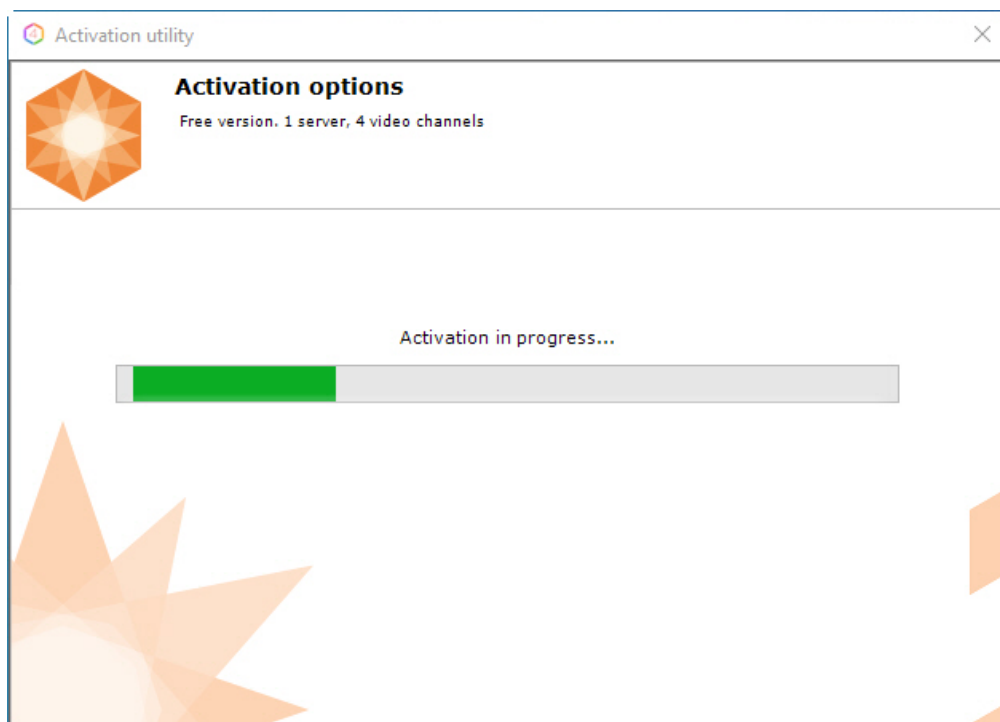 Activation utility
Activation options
Free version. 1 server, 4 video channels
Activation in progress...